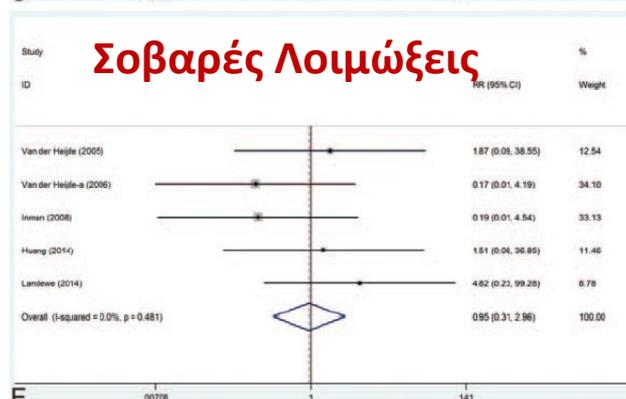 Σοβαρές Λοιμώξεις
Study %
ID RR (95% CI) Weight
Van der Heijde (2005) 1.87 (0.09, 38.55) 12.54
Van der Heijde-a (2006) 0.17 (0.01, 4.19) 34.10
Inman (2008) 0.19 (0.01, 4.54) 33.13
Huang (2014) 1.51 (0.06, 36.85) 11.46
Landewe (2014) 4.82 (0.23, 99.28) 8.78
Overall (I-squared = 0.0%, p = 0.481) 0.95 (0.31, 2.96) 100.00
1 141